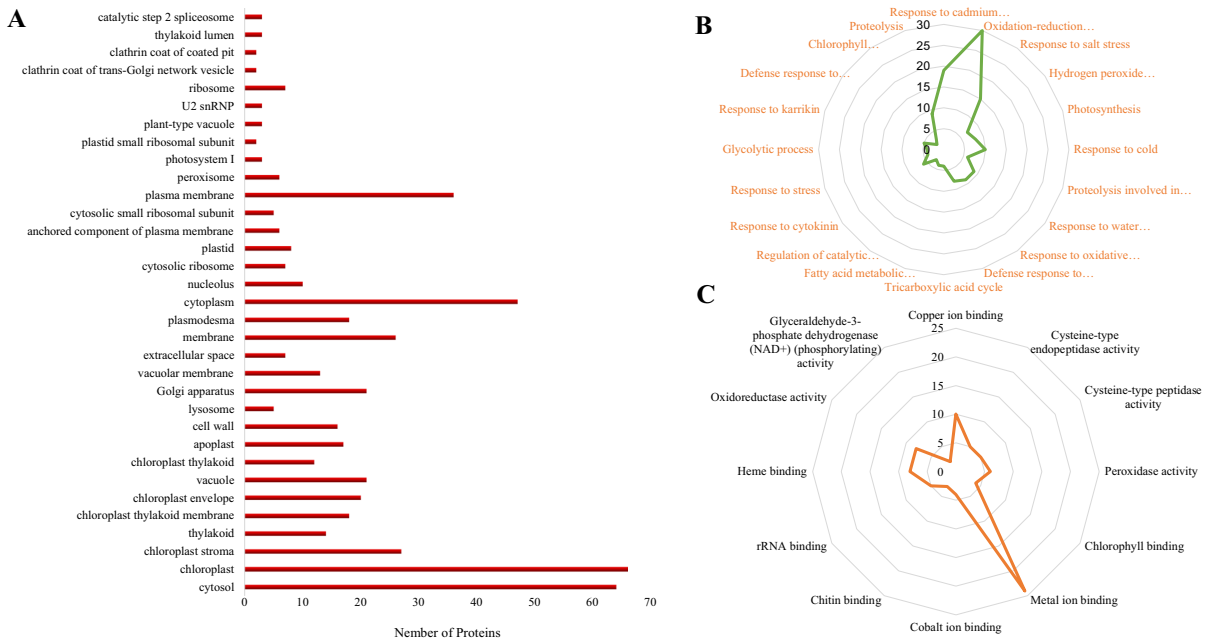 A
catalytic step 2 spliceosome
thylakoid lumen
clathrin coat of coated pit
clathrin coat of trans-Golgi network vesicle
ribosome
U2 snRNP
plant-type vacuole
plastid small ribosomal subunit
photosystem I
peroxisome
plasma membrane
cytosolic small ribosomal subunit
anchored component of plasma membrane
plastid
cytosolic ribosome
nucleolus
cytoplasm
plasmodesma
membrane
extracellular space
vacuolar membrane
Golgi apparatus
lysosome
cell wall
apoplast
chloroplast thylakoid
vacuole
chloroplast envelope
chloroplast thylakoid membrane
thylakoid
chloroplast stroma
chloroplast
cytosol
0 10 20 30 40 50 60 70
Nember of Proteins
B
Response to cadmium…
Oxidation-reduction…
Response to salt stress
Hydrogen peroxide…
Photosynthesis
Response to cold
Proteolysis involved in…
Response to water…
Response to oxidative…
Defense response to…
Tricarboxylic acid cycle
Fatty acid metabolic…
Regulation of catalytic…
Response to cytokinin
Response to stress
Glycolytic process
Response to karrikin
Defense response to…
Chlorophyll…
Proteolysis
30
25
20
15
10
5
0
C
Copper ion binding
Cysteine-type
endopeptidase activity
Cysteine-type peptidase
activity
Peroxidase activity
Chlorophyll binding
Metal ion binding
Cobalt ion binding
Chitin binding
rRNA binding
Heme binding
Oxidoreductase activity
Glyceraldehyde-3-
phosphate dehydrogenase
(NAD+) (phosphorylating)
activity
25
20
15
10
5
0